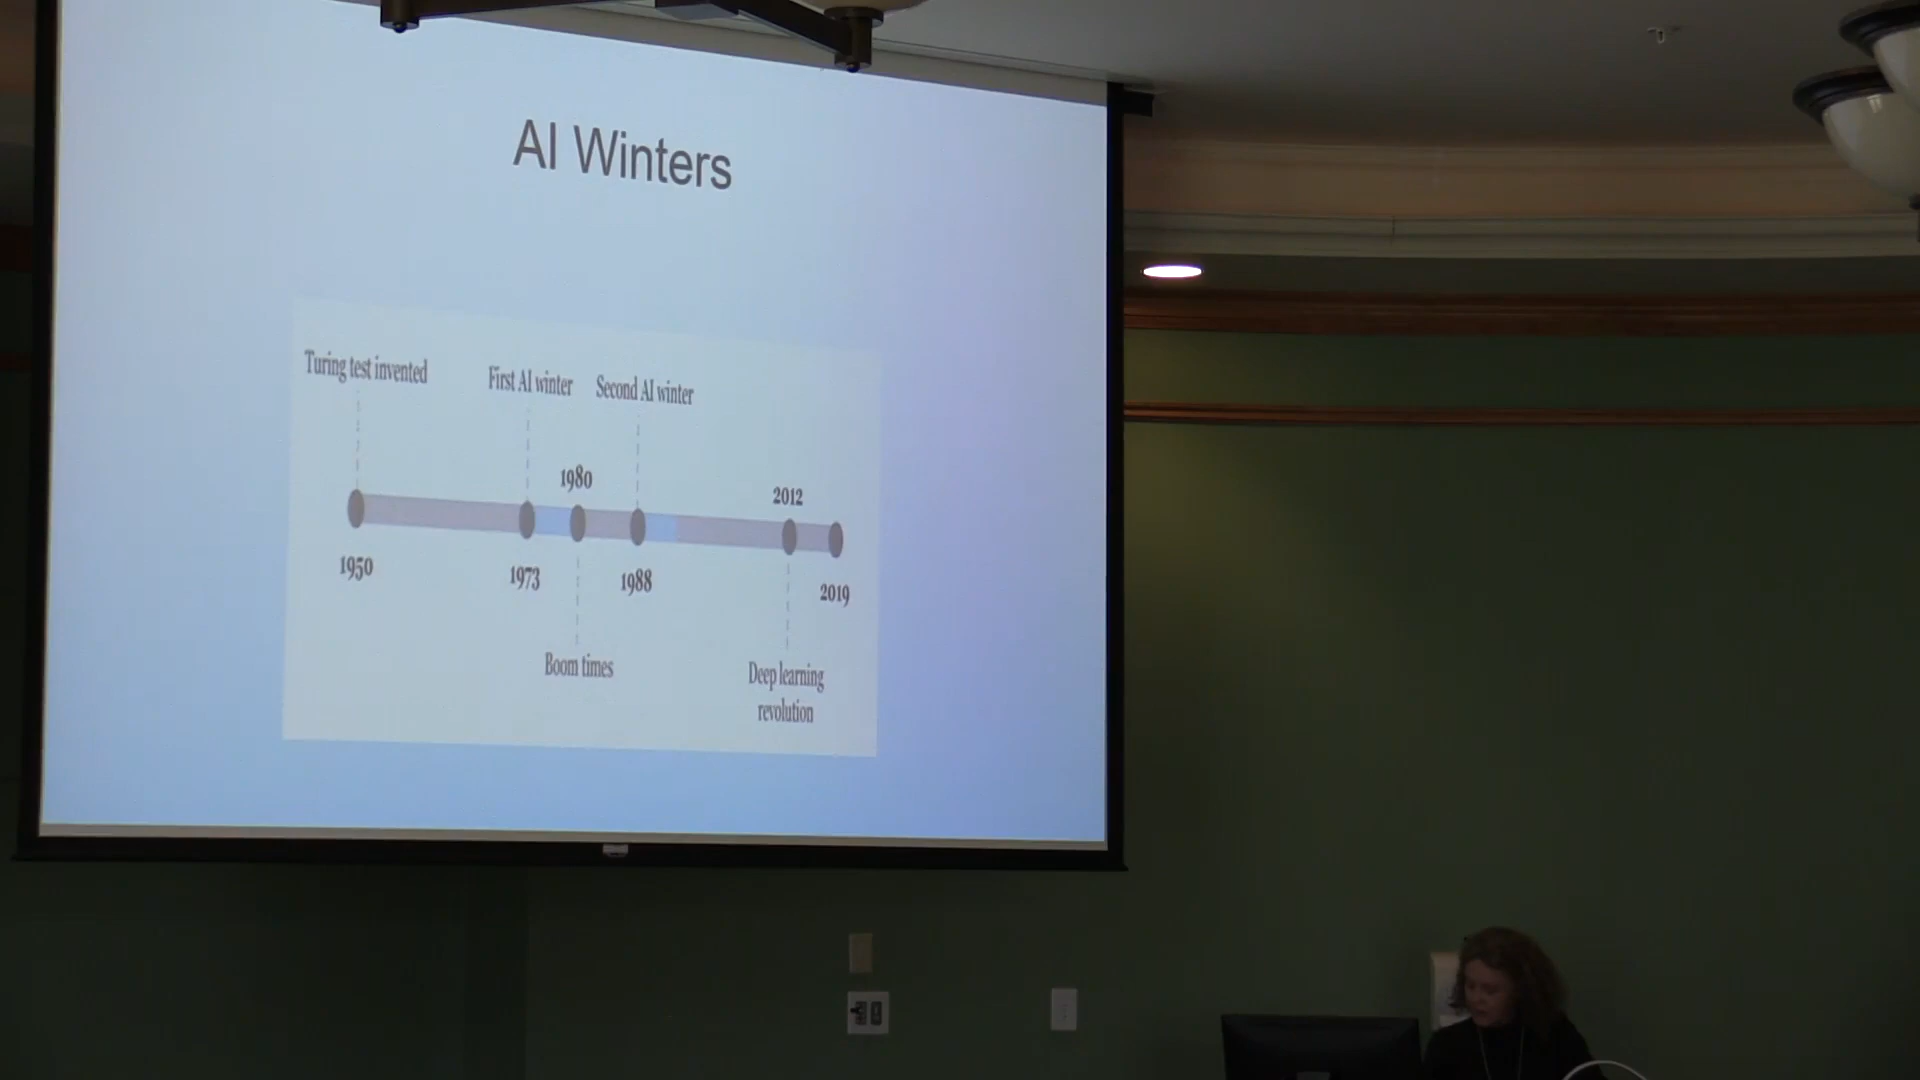 AI Winters
Turing test invented
First AI winter
Second AI winter
1980
2012
1950
1973
1988
2019
Boom times
Deep learning
revolution